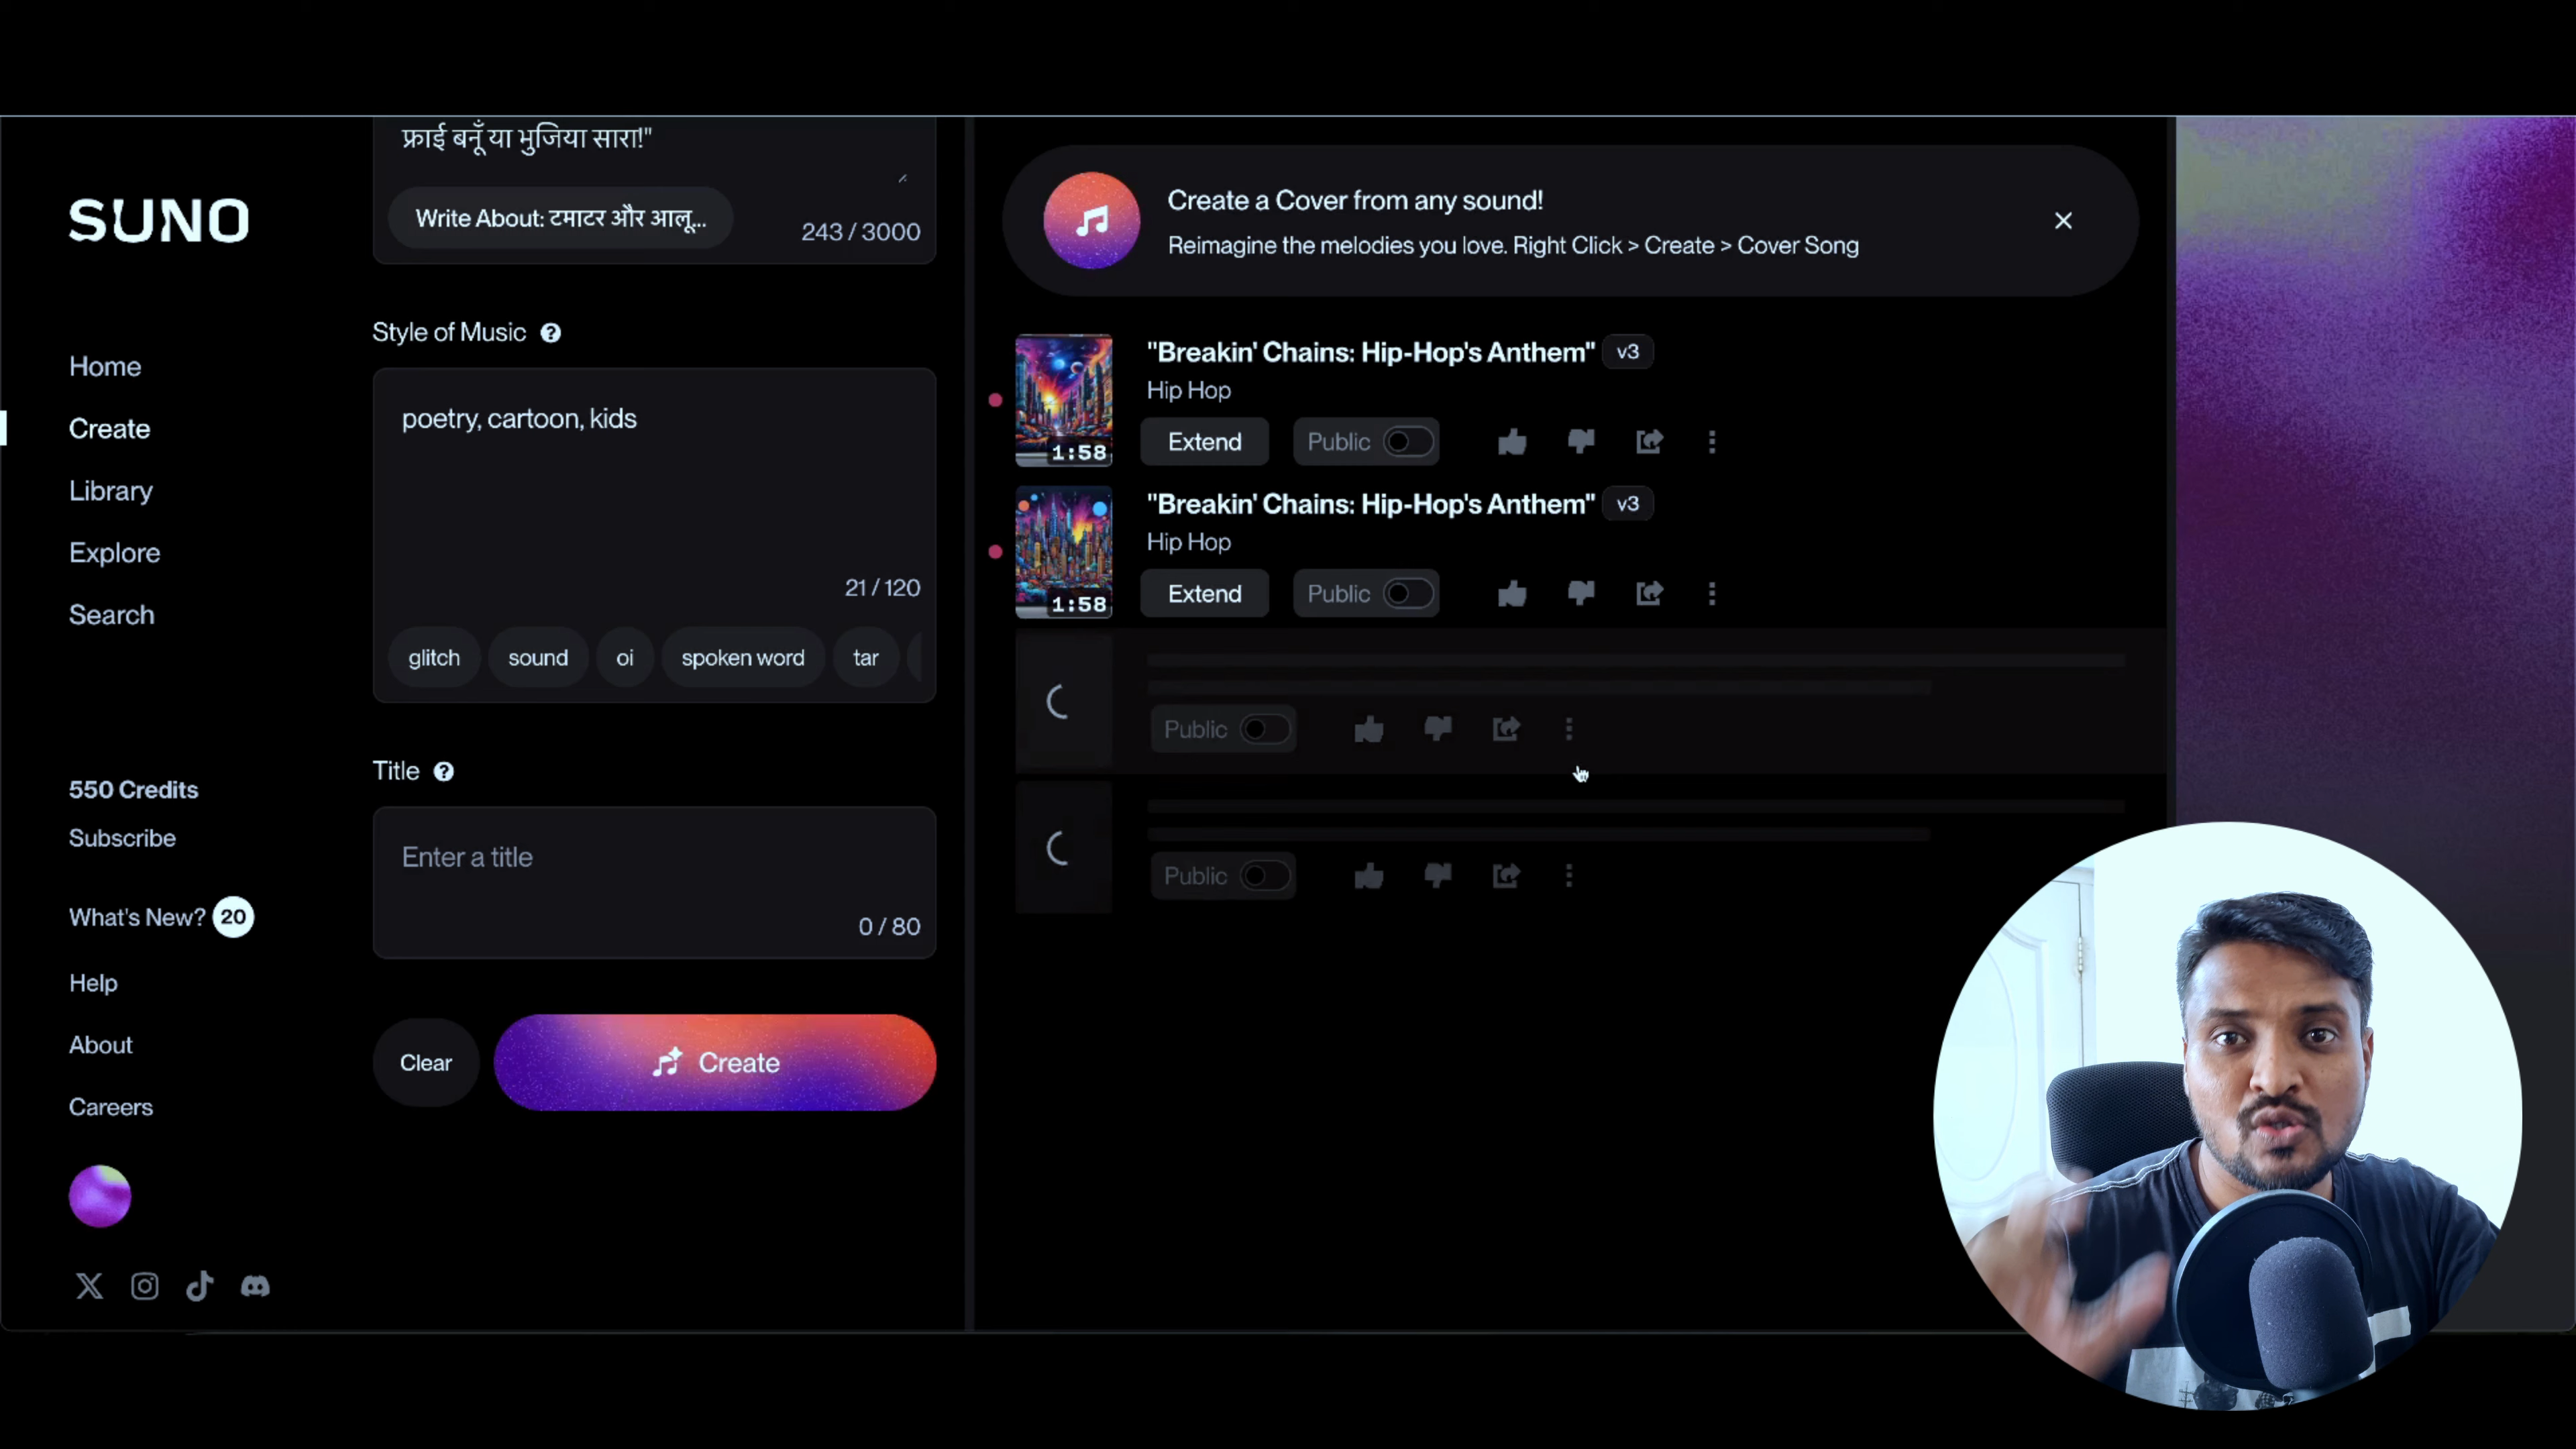 SUNO
Home
Create
Library
Explore
Search
550 Credits
Subscribe
What's New? 20
Help
About
Careers
फ्राई बनूँ या भुजिया सारा!"
Write About: टमाटर और आलू...
243 / 3000
Style of Music ?
poetry, cartoon, kids
21 / 120
glitch sound oi spoken word tar
Title ?
Enter a title
0 / 80
Clear Create
Create a Cover from any sound!
Reimagine the melodies you love. Right Click > Create > Cover Song
"Breakin' Chains: Hip-Hop's Anthem" v3
Hip Hop
1:58 Extend Public
"Breakin' Chains: Hip-Hop's Anthem" v3
Hip Hop
1:58 Extend Public
Public
Public